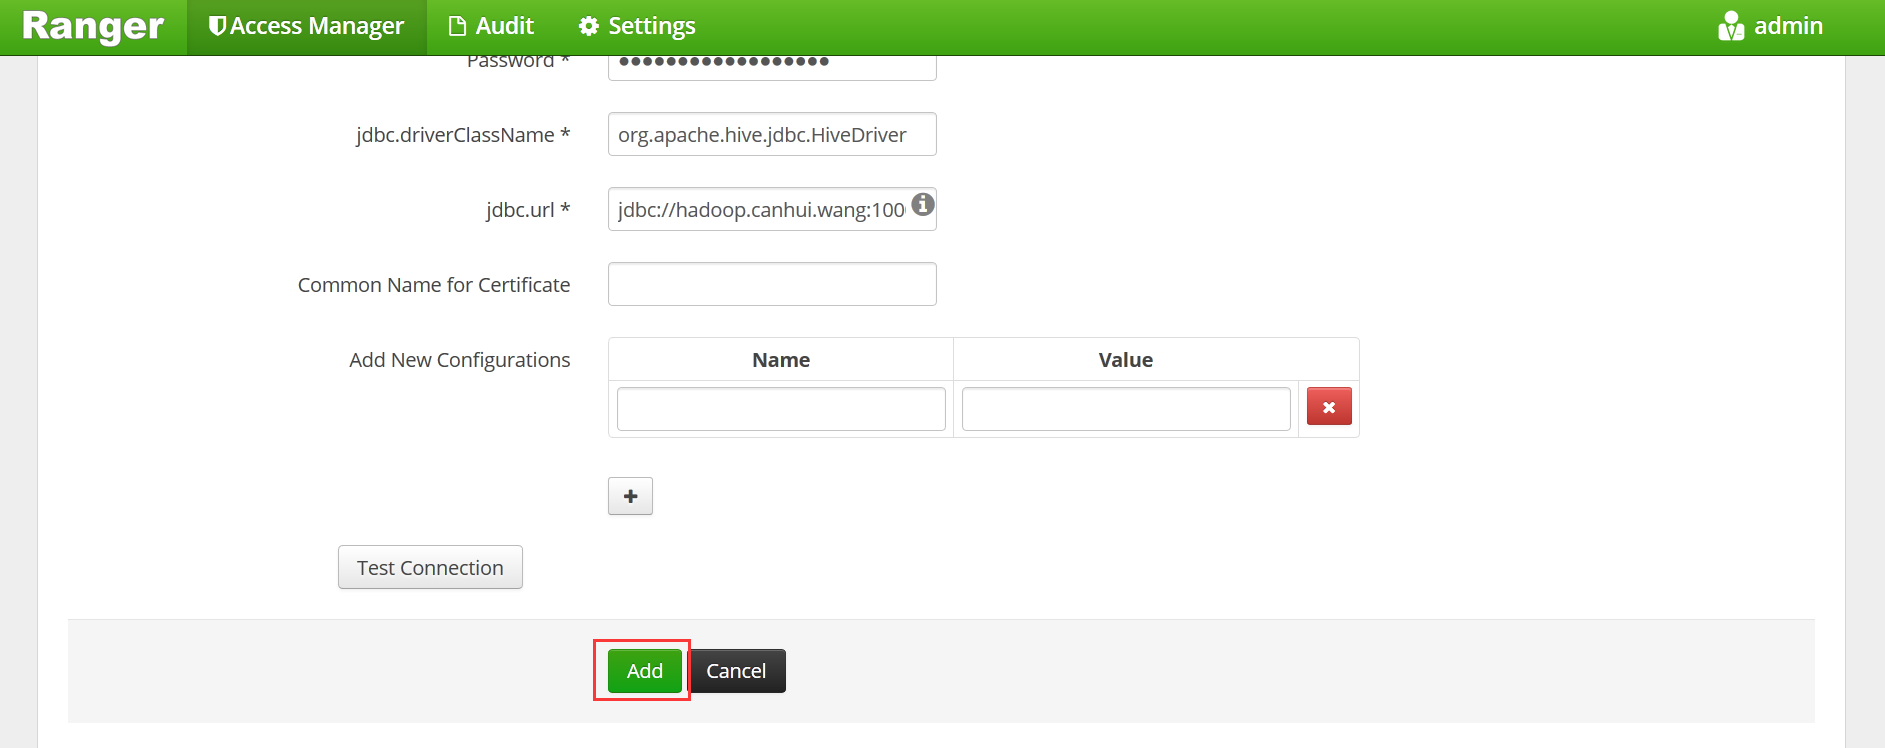 Ranger Access Manager Audit Settings admin
Password * ••••••••••••••••••
jdbc.driverClassName * org.apache.hive.jdbc.HiveDriver
jdbc.url * jdbc://hadoop.canhui.wang:100
Common Name for Certificate
Add New Configurations Name Value
Test Connection
Add Cancel